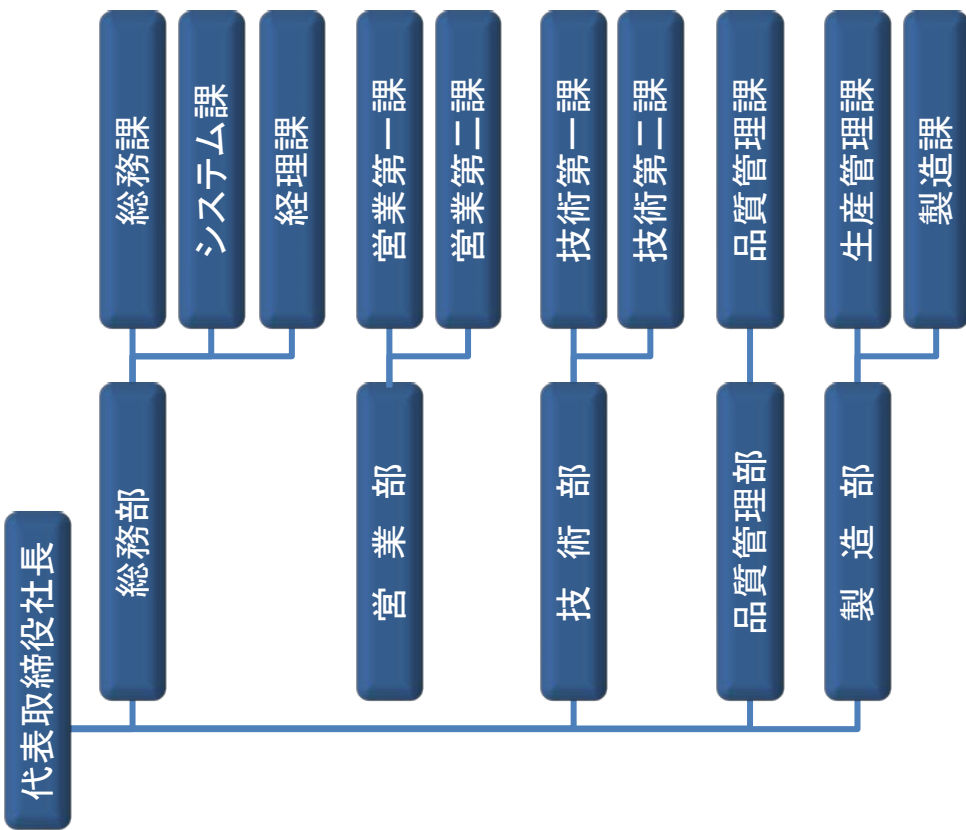 代表取締役社長
総務部
総務課
システム課
経理課
営業部
営業第一課
営業第二課
技術部
技術第一課
技術第二課
品質管理部
品質管理課
製造部
生産管理課
製造課